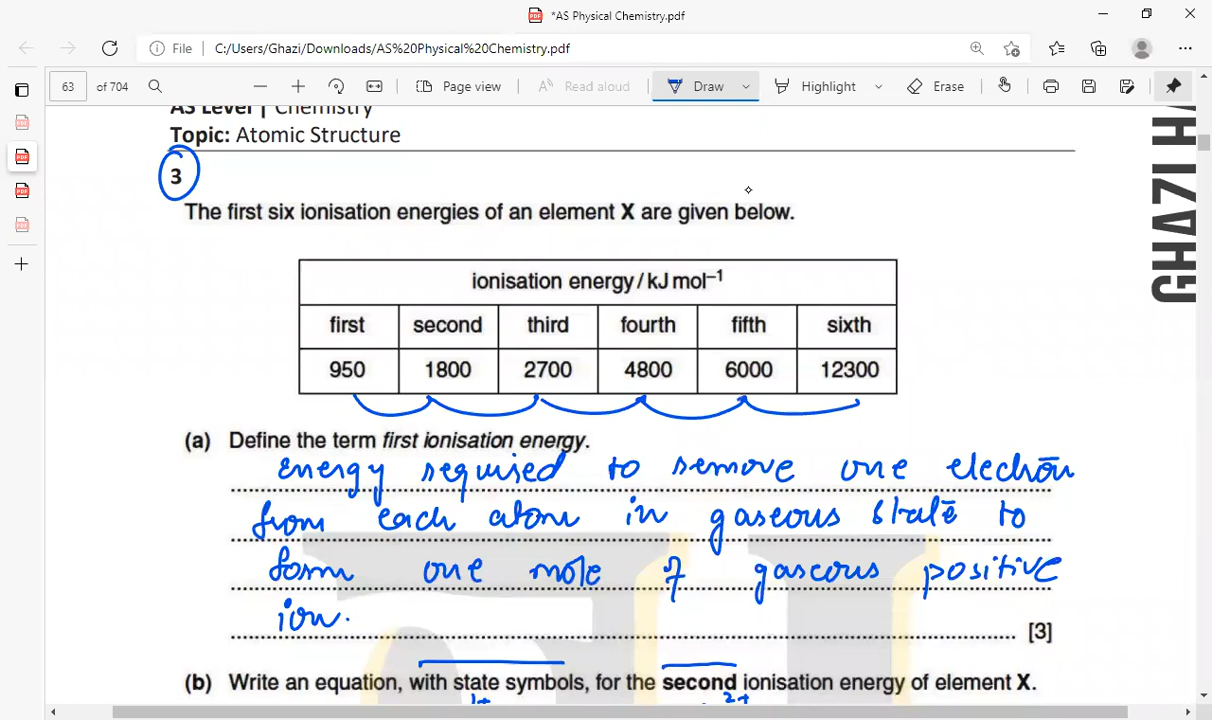 *AS Physical Chemistry.pdf
File C:/Users/Ghazi/Downloads/AS%20Physical%20Chemistry.pdf
63 of 704 Page view Read aloud Draw Highlight Erase
AS Level | Chemistry
Topic: Atomic Structure
3
The first six ionisation energies of an element X are given below.
ionisation energy / kJ mol⁻¹
first second third fourth fifth sixth
950 1800 2700 4800 6000 12300
(a) Define the term first ionisation energy.
Energy required to remove one electron
from each atom in gaseous state to
form one mole of gaseous positive
ion.
[3]
(b) Write an equation, with state symbols, for the second ionisation energy of element X.
1+ 2+
GHAZI